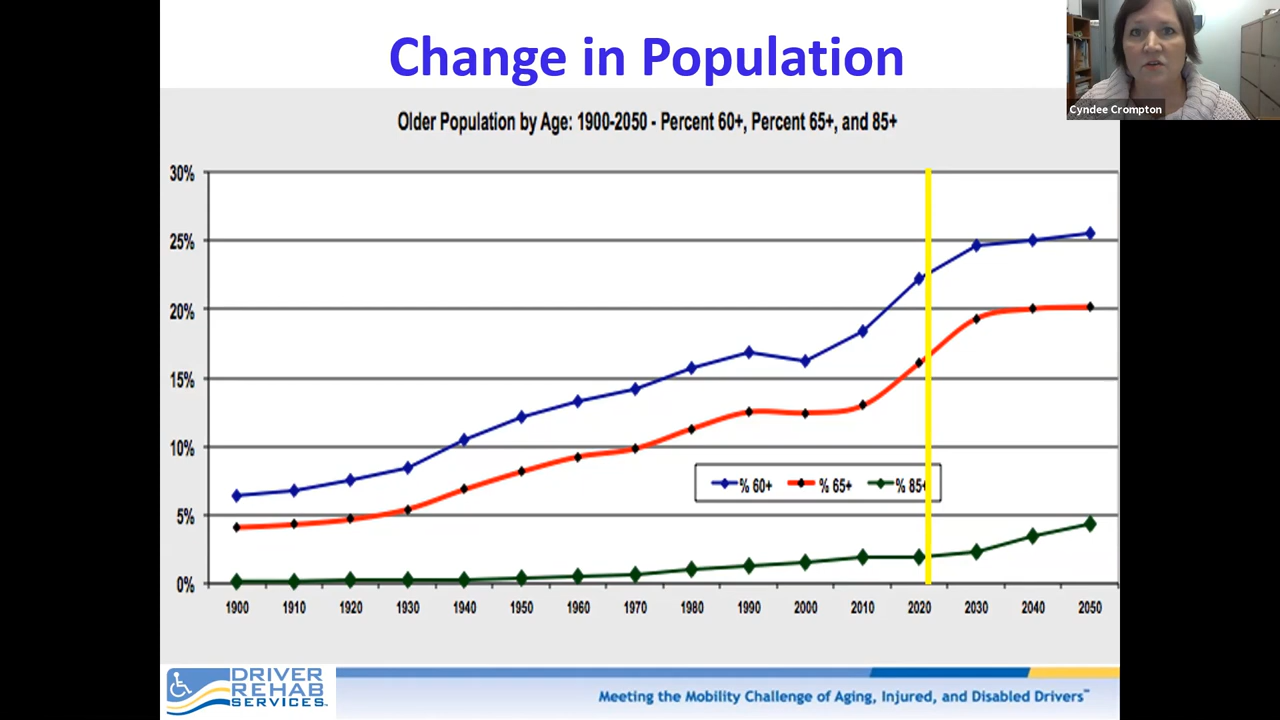 Change in Population
Cyndee Crompton
Older Population by Age: 1900-2050 - Percent 60+, Percent 65+, and 85+
30%
25%
20%
15%
10%
5%
0%
% 60+ % 65+ % 85+
1900 1910 1920 1930 1940 1950 1960 1970 1980 1990 2000 2010 2020 2030 2040 2050
DRIVER
REHAB
SERVICES
Meeting the Mobility Challenge of Aging, Injured, and Disabled Drivers℠